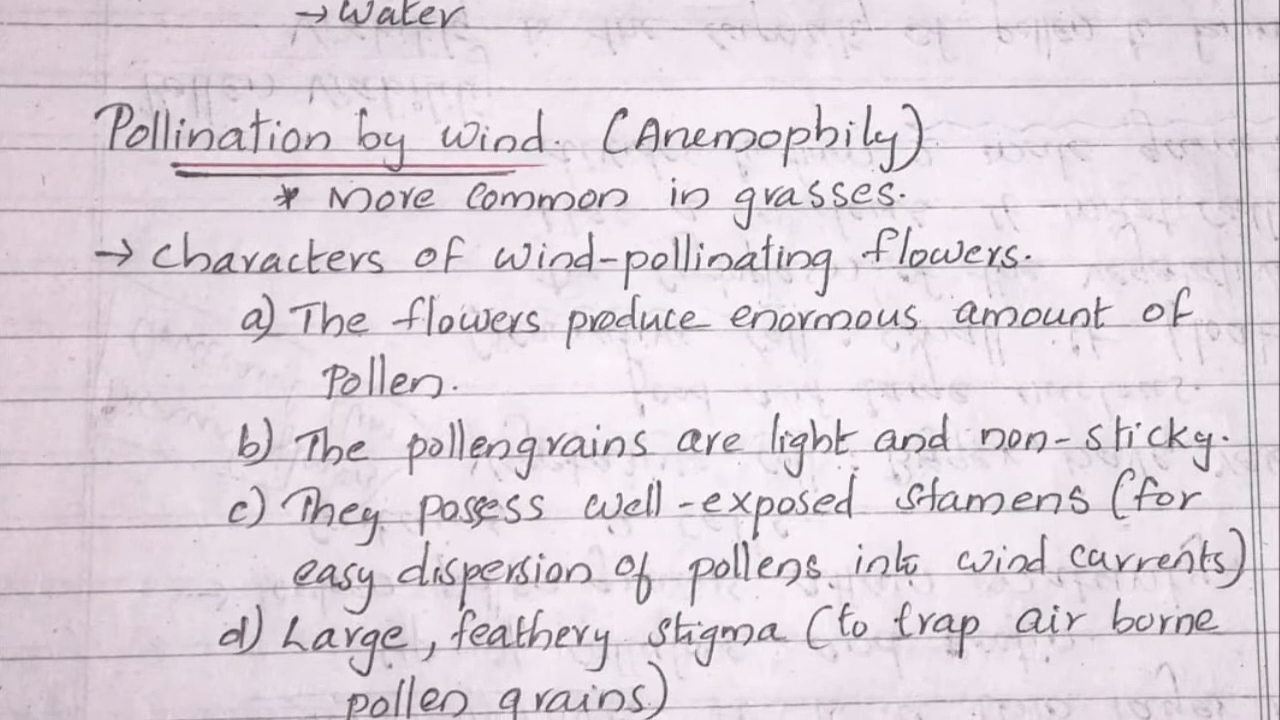 → Water
Pollination by wind. (Anemophily)
* More common in grasses.
→ characters of wind-pollinating flowers.
a) The flowers produce enormous amount of
Pollen.
b) The pollengrains are light and non-sticky.
c) They possess well-exposed stamens (for
easy dispersion of pollens into wind currents)
d) Large, feathery stigma (to trap air borne
pollen grains)